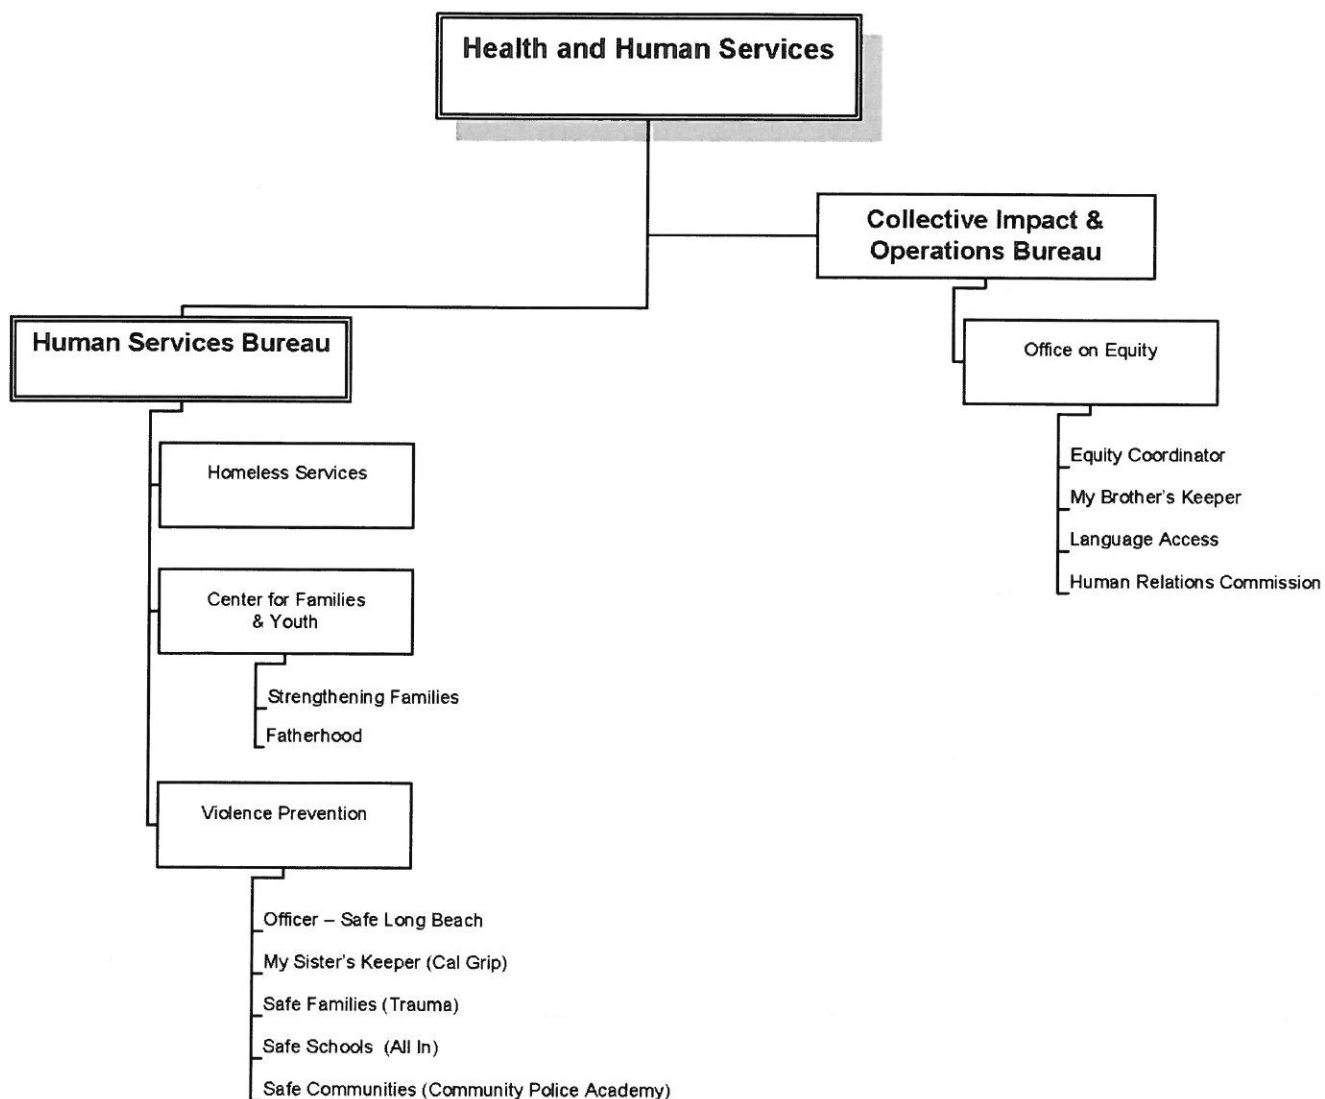 Health and Human Services
Collective Impact &
Operations Bureau
Human Services Bureau
Office on Equity
Equity Coordinator
My Brother's Keeper
Language Access
Human Relations Commission
Homeless Services
Center for Families
& Youth
Strengthening Families
Fatherhood
Violence Prevention
Officer – Safe Long Beach
My Sister's Keeper (Cal Grip)
Safe Families (Trauma)
Safe Schools (All In)
Safe Communities (Community Police Academy)